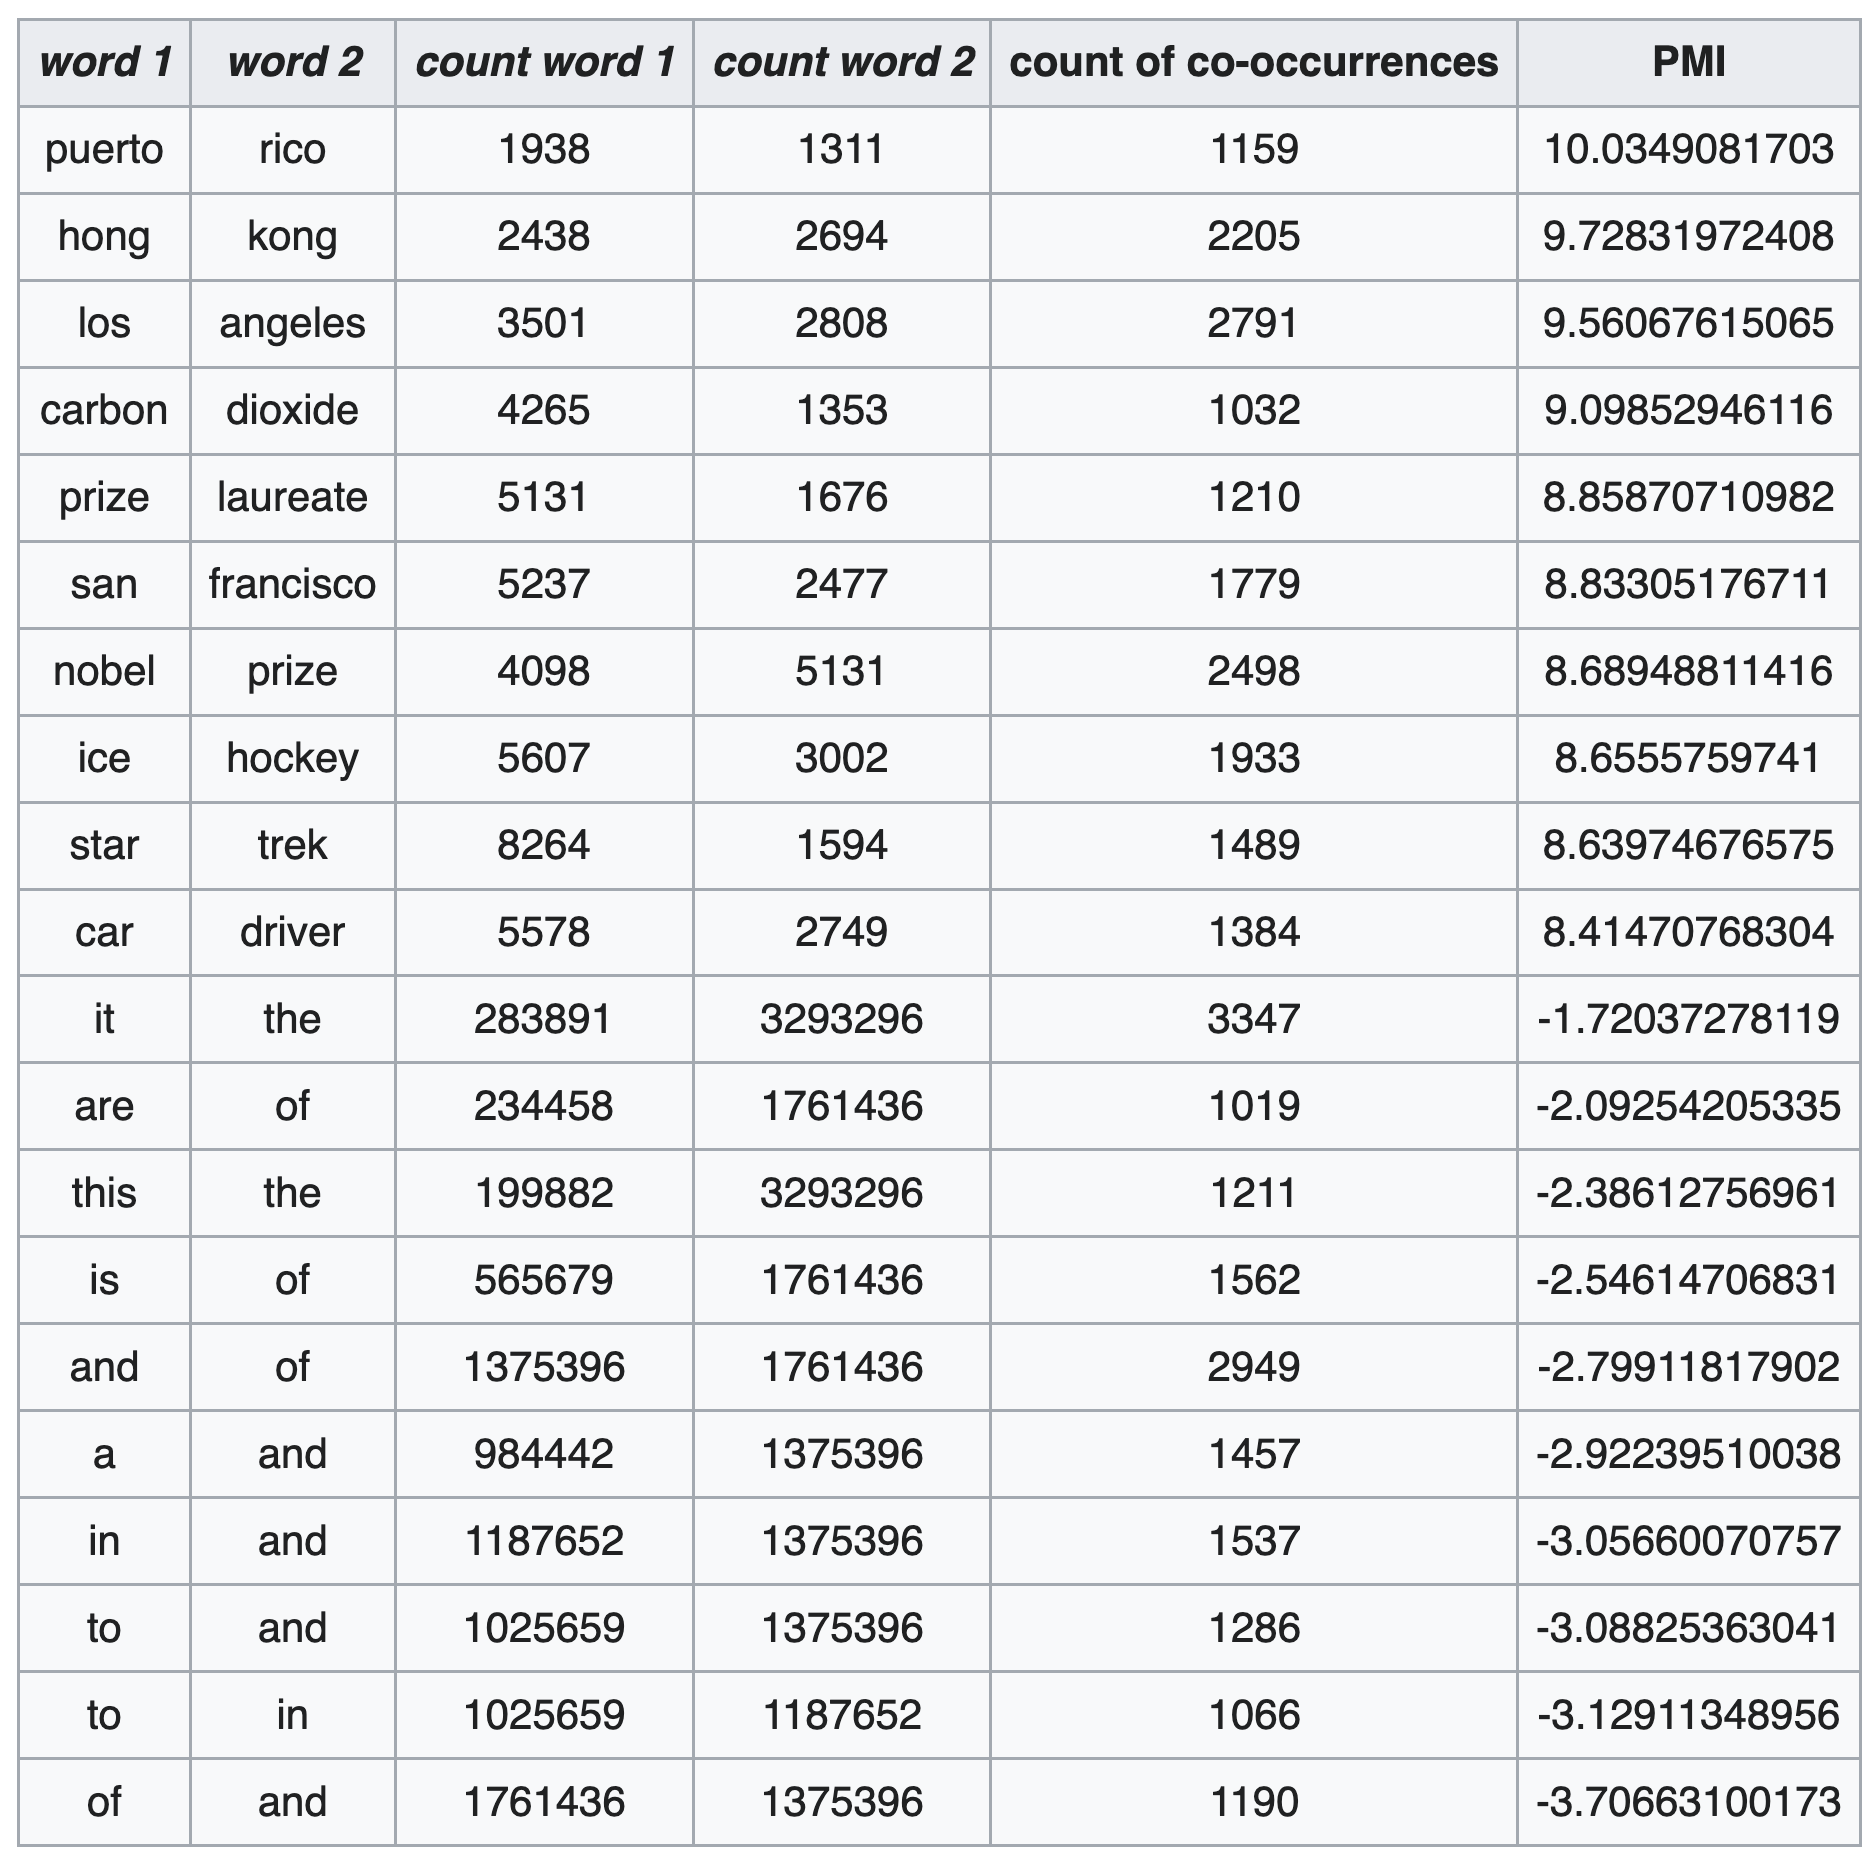 word 1 word 2 count word 1 count word 2 count of co-occurrences PMI
puerto rico 1938 1311 1159 10.0349081703
hong kong 2438 2694 2205 9.72831972408
los angeles 3501 2808 2791 9.56067615065
carbon dioxide 4265 1353 1032 9.09852946116
prize laureate 5131 1676 1210 8.85870710982
san francisco 5237 2477 1779 8.83305176711
nobel prize 4098 5131 2498 8.68948811416
ice hockey 5607 3002 1933 8.6555759741
star trek 8264 1594 1489 8.63974676575
car driver 5578 2749 1384 8.41470768304
it the 283891 3293296 3347 -1.72037278119
are of 234458 1761436 1019 -2.09254205335
this the 199882 3293296 1211 -2.38612756961
is of 565679 1761436 1562 -2.54614706831
and of 1375396 1761436 2949 -2.79911817902
a and 984442 1375396 1457 -2.92239510038
in and 1187652 1375396 1537 -3.05660070757
to and 1025659 1375396 1286 -3.08825363041
to in 1025659 1187652 1066 -3.12911348956
of and 1761436 1375396 1190 -3.70663100173